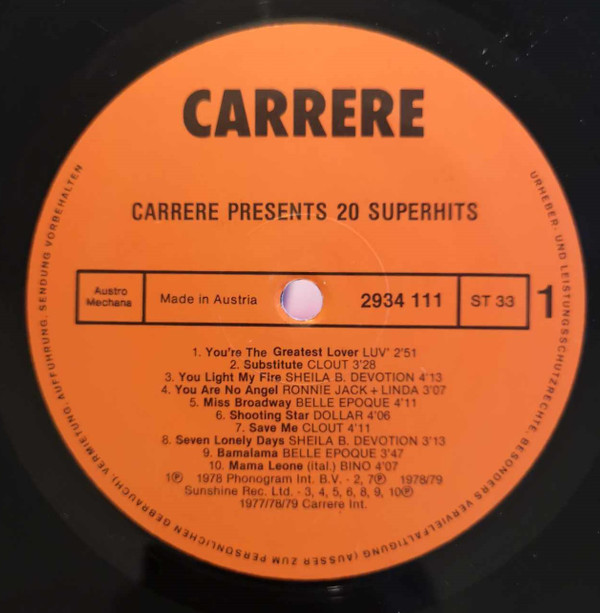 CARRERE
CARRERE PRESENTS 20 SUPERHITS
Austro
Mechana
Made in Austria
2934 111
ST 33
1
1. You're The Greatest Lover LUV' 2'51
2. Substitute CLOUT 3'28
3. You Light My Fire SHEILA B. DEVOTION 4'13
4. You Are No Angel RONNIE JACK + LINDA 3'07
5. Miss Broadway BELLE EPOQUE 4'11
6. Shooting Star DOLLAR 4'06
7. Save Me CLOUT 4'11
8. Seven Lonely Days SHEILA B. DEVOTION 3'13
9. Bamalama BELLE EPOQUE 3'47
10. Mama Leone (ital.) BINO 4'07
1℗ 1978 Phonogram Int. B.V. - 2, 7℗ 1978/79
Sunshine Rec. Ltd. - 3, 4, 5, 6, 8, 9, 10℗
1977/78/79 Carrere Int.
URHEBER- UND LEISTUNGSSCHUTZRECHTE, BESONDERS VERVIELFÄLTIGUNG (AUSSER ZUM PERSÖNLICHEN GEBRAUCH), VERMIETUNG, AUFFÜHRUNG, SENDUNG VORBEHALTEN